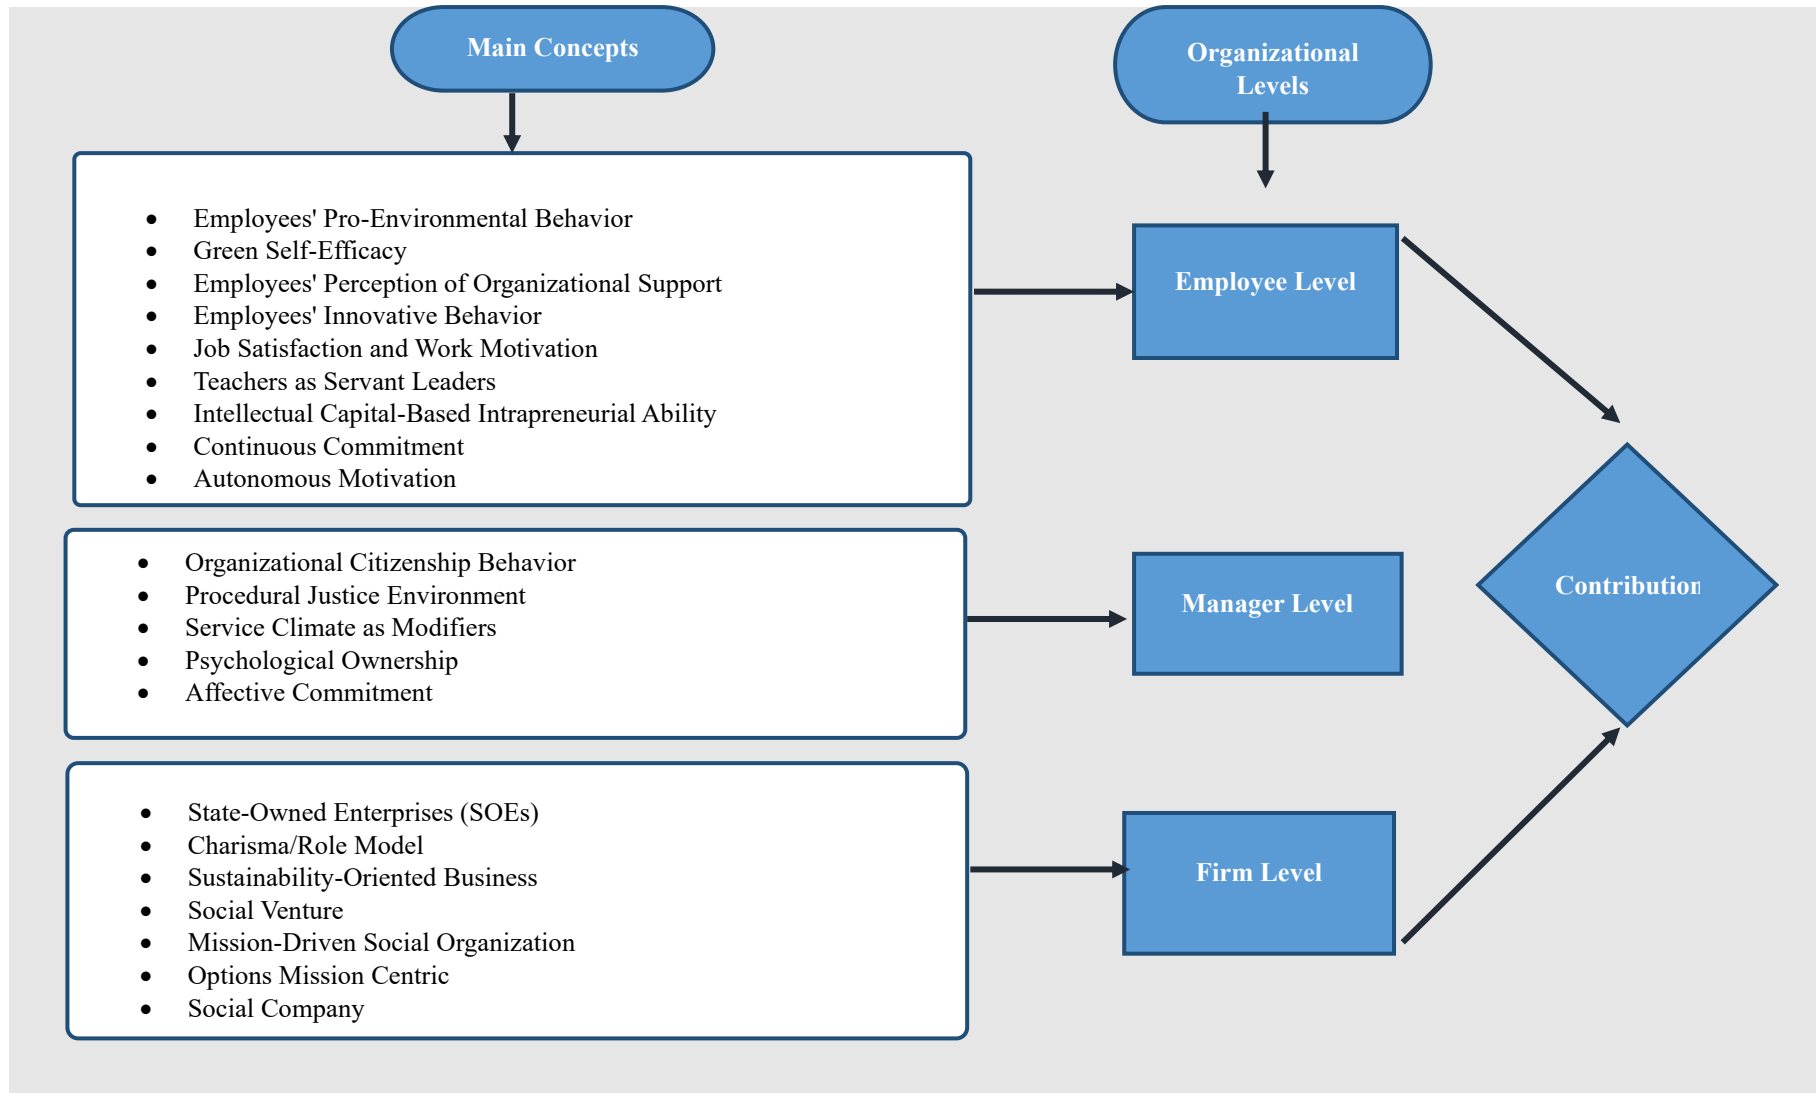 Main Concepts
Organizational
Levels
• Employees' Pro-Environmental Behavior
• Green Self-Efficacy
• Employees' Perception of Organizational Support
• Employees' Innovative Behavior
• Job Satisfaction and Work Motivation
• Teachers as Servant Leaders
• Intellectual Capital-Based Intrapreneurial Ability
• Continuous Commitment
• Autonomous Motivation
Employee Level
• Organizational Citizenship Behavior
• Procedural Justice Environment
• Service Climate as Modifiers
• Psychological Ownership
• Affective Commitment
Manager Level
Contribution
• State-Owned Enterprises (SOEs)
• Charisma/Role Model
• Sustainability-Oriented Business
• Social Venture
• Mission-Driven Social Organization
• Options Mission Centric
• Social Company
Firm Level